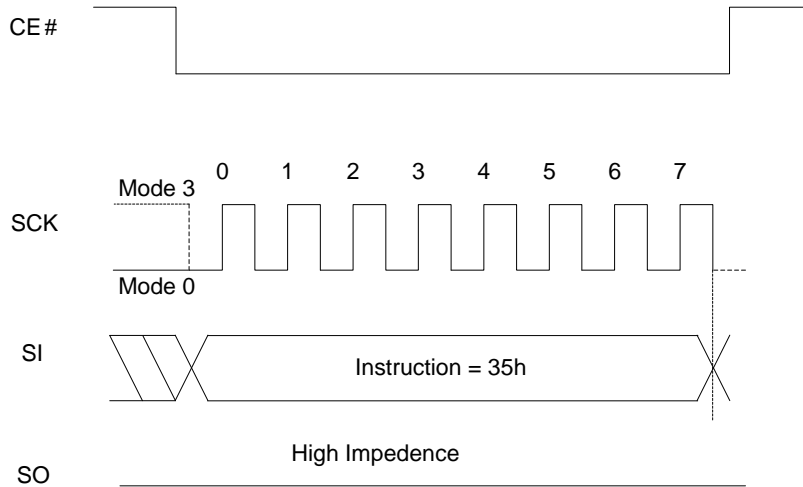 CE #
0 1 2 3 4 5 6 7
Mode 3
SCK
Mode 0
SI
Instruction = 35h
High Impedence
SO